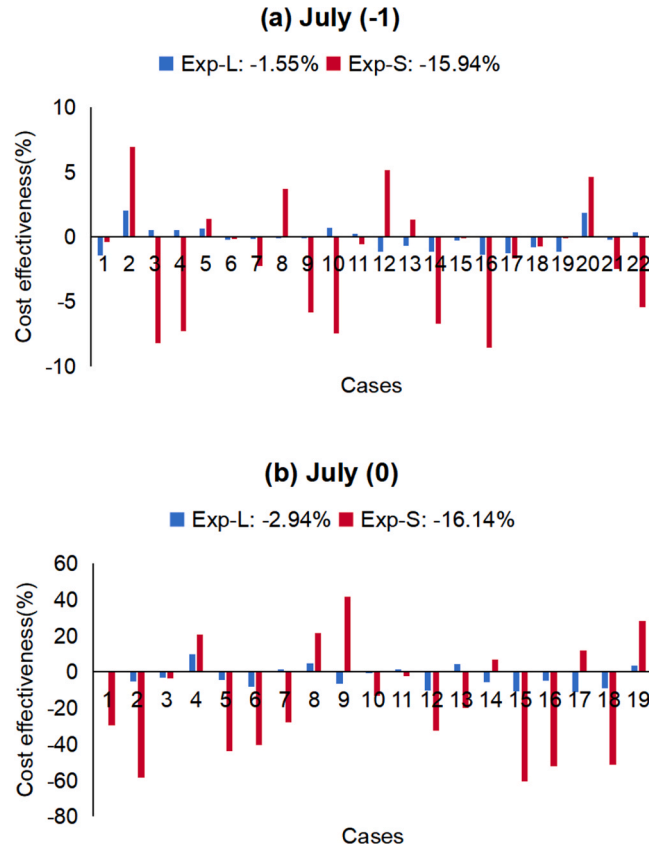 (a) July (-1)
Exp-L: -1.55% Exp-S: -15.94%
10
5
0
-5
-10
Cost effectiveness(%)
1 2 3 4 5 6 7 8 9 10 11 12 13 14 15 16 17 18 19 20 21 22
Cases
(b) July (0)
Exp-L: -2.94% Exp-S: -16.14%
60
40
20
0
-20
-40
-60
-80
Cost effectiveness(%)
1 2 3 4 5 6 7 8 9 10 11 12 13 14 15 16 17 18 19
Cases